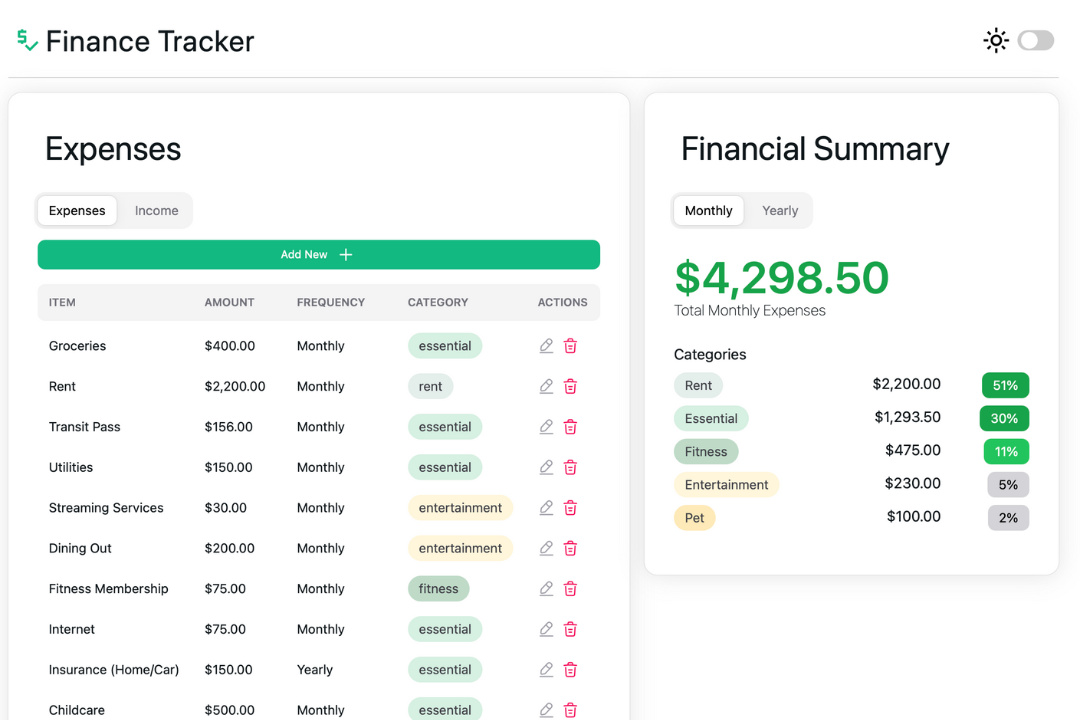 Finance Tracker
Expenses
Expenses Income
Add New
ITEM AMOUNT FREQUENCY CATEGORY ACTIONS
Groceries $400.00 Monthly essential
Rent $2,200.00 Monthly rent
Transit Pass $156.00 Monthly essential
Utilities $150.00 Monthly essential
Streaming Services $30.00 Monthly entertainment
Dining Out $200.00 Monthly entertainment
Fitness Membership $75.00 Monthly fitness
Internet $75.00 Monthly essential
Insurance (Home/Car) $150.00 Yearly essential
Childcare $500.00 Monthly essential
Financial Summary
Monthly Yearly
$4,298.50
Total Monthly Expenses
Categories
Rent $2,200.00 51%
Essential $1,293.50 30%
Fitness $475.00 11%
Entertainment $230.00 5%
Pet $100.00 2%